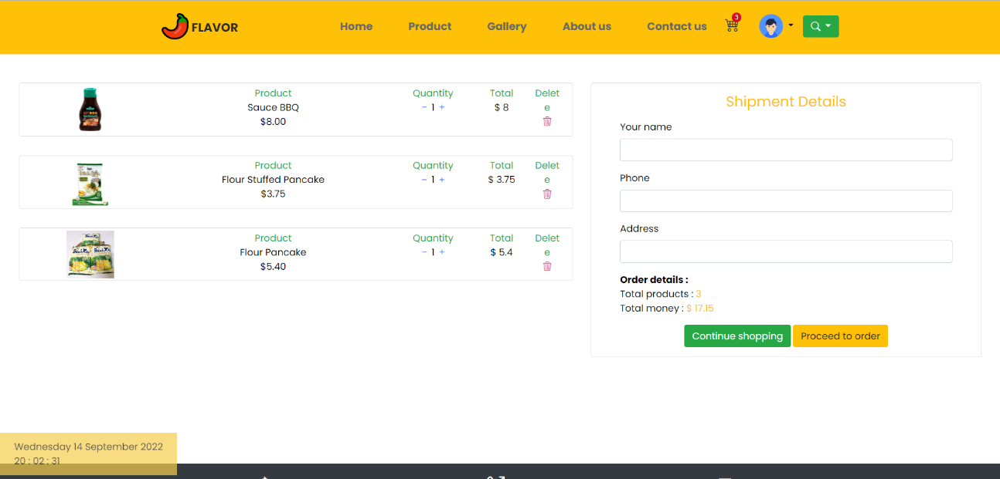 FLAVOR
Home
Product
Gallery
About us
Contact us
3
Product
Quantity
Total
Delet
e
Sauce BBQ
− 1 +
$ 8
$8.00
Product
Quantity
Total
Delet
e
Flour Stuffed Pancake
− 1 +
$ 3.75
$3.75
Product
Quantity
Total
Delet
e
Flour Pancake
− 1 +
$ 5.4
$5.40
Shipment Details
Your name
Phone
Address
Order details :
Total products : 3
Total money : $ 17.15
Continue shopping
Proceed to order
Wednesday 14 September 2022
20 : 02 : 31